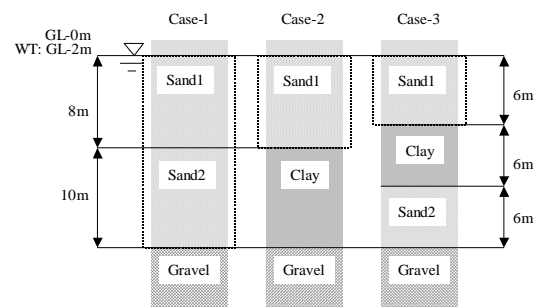 Case-1 Case-2 Case-3
GL-0m
WT: GL-2m
Sand1 Sand1 Sand1
8m
6m
Clay
6m
Sand2 Clay
10m
Sand2
6m
Gravel Gravel Gravel